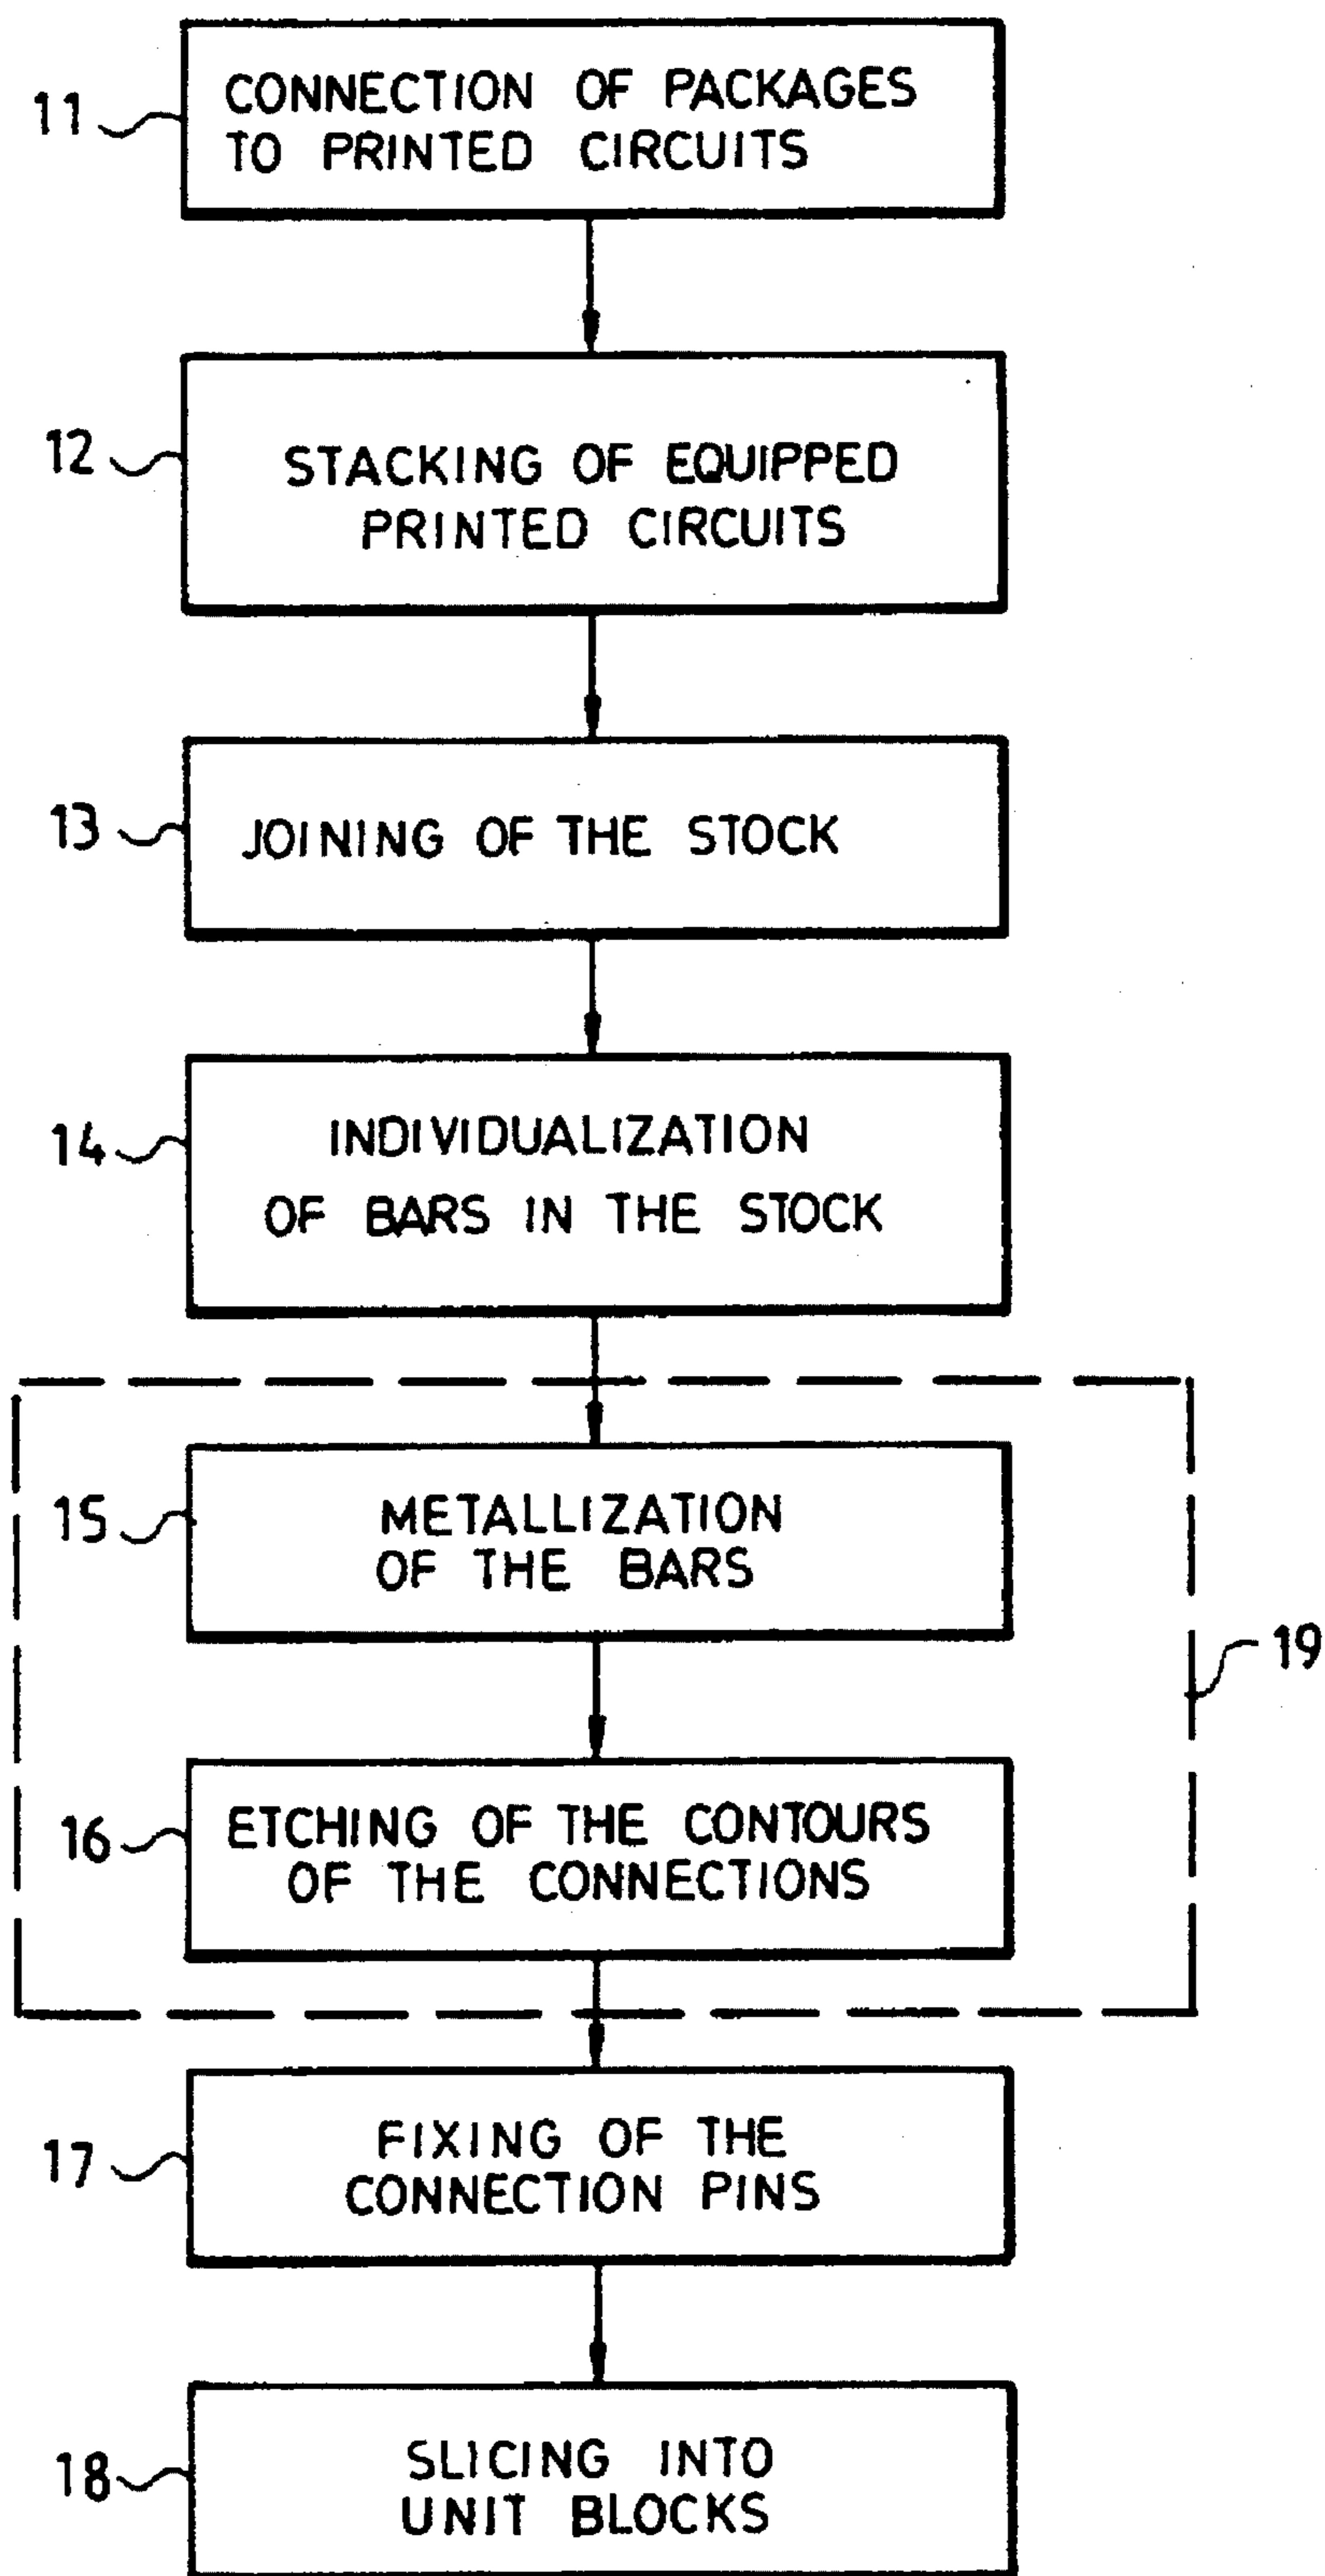 11
CONNECTION OF PACKAGES
TO PRINTED CIRCUITS
12
STACKING OF EQUIPPED
PRINTED CIRCUITS
13
JOINING OF THE STOCK
14
INDIVIDUALIZATION
OF BARS IN THE STOCK
15
METALLIZATION
OF THE BARS
19
16
ETCHING OF THE CONTOURS
OF THE CONNECTIONS
17
FIXING OF THE
CONNECTION PINS
18
SLICING INTO
UNIT BLOCKS